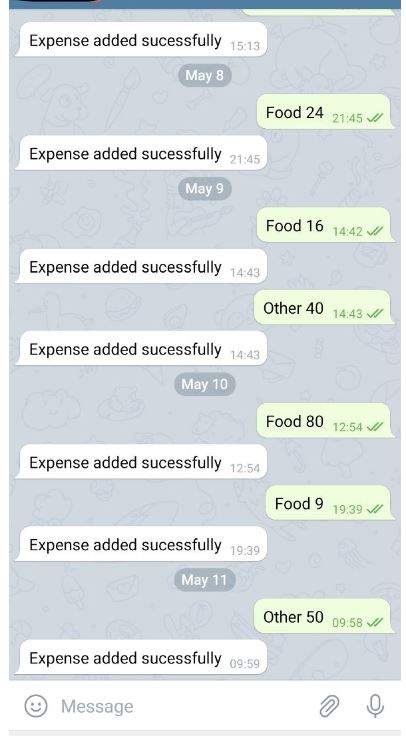 Expense added sucessfully 15:13
May 8
Food 24 21:45
Expense added sucessfully 21:45
May 9
Food 16 14:42
Expense added sucessfully 14:43
Other 40 14:43
Expense added sucessfully 14:43
May 10
Food 80 12:54
Expense added sucessfully 12:54
Food 9 19:39
Expense added sucessfully 19:39
May 11
Other 50 09:58
Expense added sucessfully 09:59
Message